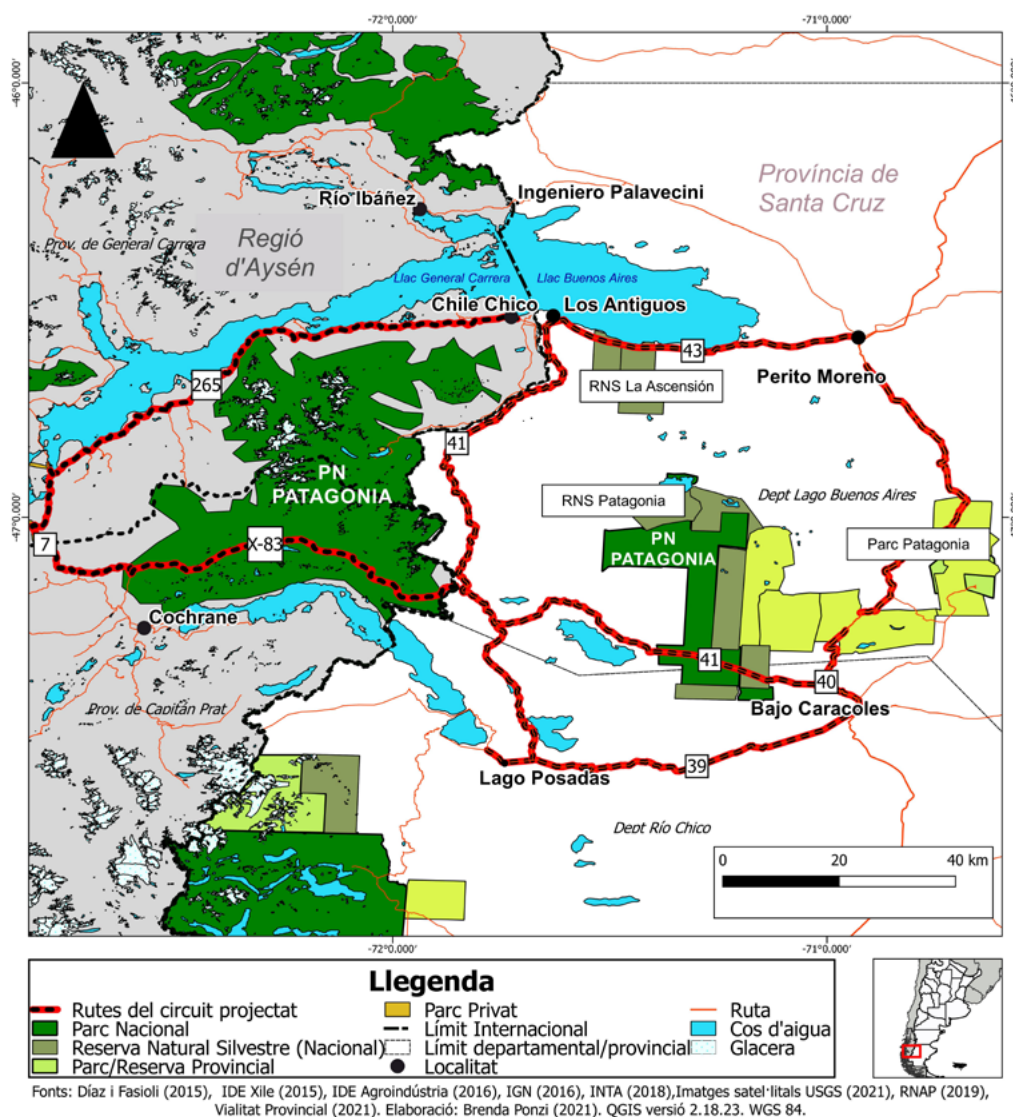 -72°0.000'
-71°0.000'
-46°0.000'
Río Ibáñez
Ingeniero Palavecini
Província de
Santa Cruz
Prov. de General Carrera
Regió
d'Aysén
Llac General Carrera
Llac Buenos Aires
Chile Chico
Los Antiguos
43
265
RNS La Ascensión
Perito Moreno
41
PN
PATAGONIA
RNS Patagonia
Dept Lago Buenos Aires
-47°0.000'
7
X-83
PN
PATAGONIA
Parc Patagonia
Cochrane
41
40
Prov. de Capitán Prat
Bajo Caracoles
39
Lago Posadas
Dept Río Chico
0 20 40 km
-72°0.000'
-71°0.000'
Llegenda
Rutes del circuit projectat
Parc Nacional
Reserva Natural Silvestre (Nacional)
Parc/Reserva Provincial
Parc Privat
Límit Internacional
Límit departamental/provincial
Localitat
Ruta
Cos d'aigua
Glacera
Fonts: Díaz i Fasioli (2015), IDE Xile (2015), IDE Agroindústria (2016), IGN (2016), INTA (2018),Imatges satel·litals USGS (2021), RNAP (2019),
Vialitat Provincial (2021). Elaboració: Brenda Ponzi (2021). QGIS versió 2.18.23. WGS 84.